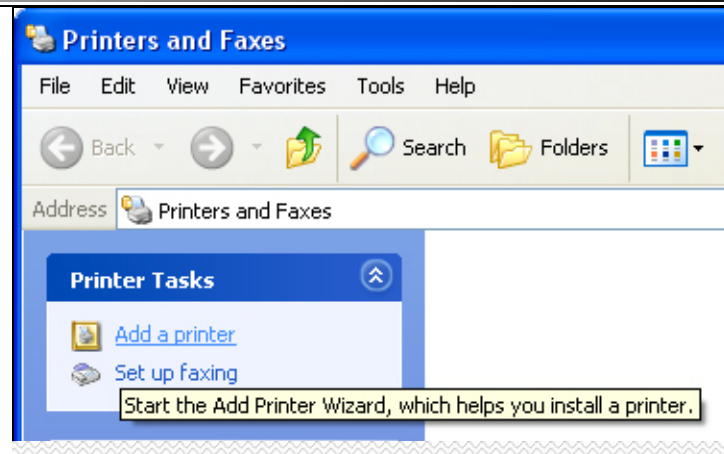 Printers and Faxes
File Edit View Favorites Tools Help
Back Search Folders
Address Printers and Faxes
Printer Tasks
Add a printer
Set up faxing
Start the Add Printer Wizard, which helps you install a printer.